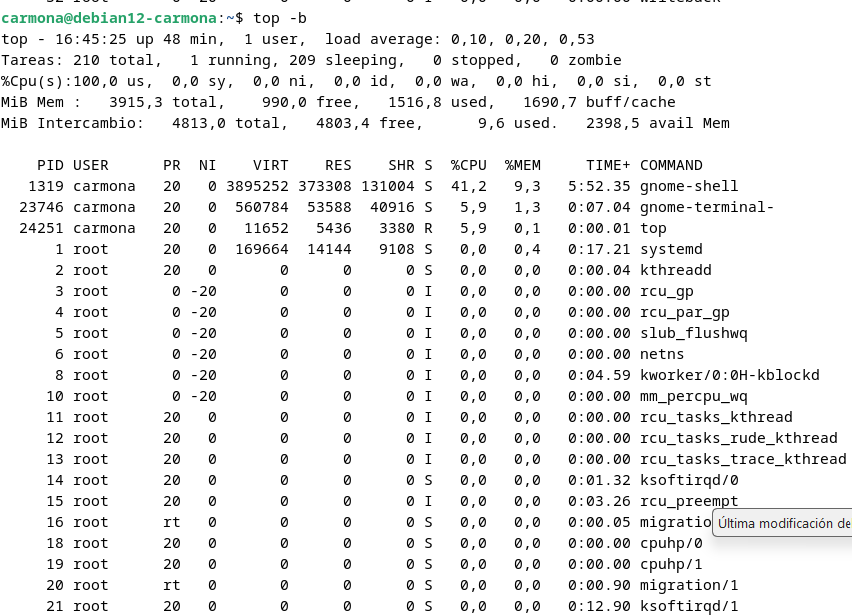 carmona@debian12-carmona:~$ top -b
top - 16:45:25 up 48 min,  1 user,  load average: 0,10, 0,20, 0,53
Tareas: 210 total,   1 running, 209 sleeping,   0 stopped,   0 zombie
%Cpu(s):100,0 us,  0,0 sy,  0,0 ni,  0,0 id,  0,0 wa,  0,0 hi,  0,0 si,  0,0 st
MiB Mem :   3915,3 total,    990,0 free,   1516,8 used,   1690,7 buff/cache
MiB Intercambio:   4813,0 total,   4803,4 free,      9,6 used.   2398,5 avail Mem
PID USER      PR  NI    VIRT    RES    SHR S  %CPU  %MEM     TIME+ COMMAND
1319 carmona   20   0 3895252 373308 131004 S  41,2   9,3   5:52.35 gnome-shell
23746 carmona   20   0  560784  53588  40916 S   5,9   1,3   0:07.04 gnome-terminal-
24251 carmona   20   0   11652   5436   3380 R   5,9   0,1   0:00.01 top
1 root      20   0  169664  14144   9108 S   0,0   0,4   0:17.21 systemd
2 root      20   0       0      0      0 S   0,0   0,0   0:00.04 kthreadd
3 root       0 -20       0      0      0 I   0,0   0,0   0:00.00 rcu_gp
4 root       0 -20       0      0      0 I   0,0   0,0   0:00.00 rcu_par_gp
5 root       0 -20       0      0      0 I   0,0   0,0   0:00.00 slub_flushwq
6 root       0 -20       0      0      0 I   0,0   0,0   0:00.00 netns
8 root       0 -20       0      0      0 I   0,0   0,0   0:04.59 kworker/0:0H-kblockd
10 root       0 -20       0      0      0 I   0,0   0,0   0:00.00 mm_percpu_wq
11 root      20   0       0      0      0 I   0,0   0,0   0:00.00 rcu_tasks_kthread
12 root      20   0       0      0      0 I   0,0   0,0   0:00.00 rcu_tasks_rude_kthread
13 root      20   0       0      0      0 I   0,0   0,0   0:00.00 rcu_tasks_trace_kthread
14 root      20   0       0      0      0 S   0,0   0,0   0:01.32 ksoftirqd/0
15 root      20   0       0      0      0 I   0,0   0,0   0:03.26 rcu_preempt
16 root      rt   0       0      0      0 S   0,0   0,0   0:00.05 migratio
Última modificación de
18 root      20   0       0      0      0 S   0,0   0,0   0:00.00 cpuhp/0
19 root      20   0       0      0      0 S   0,0   0,0   0:00.00 cpuhp/1
20 root      rt   0       0      0      0 S   0,0   0,0   0:00.90 migration/1
21 root      20   0       0      0      0 S   0,0   0,0   0:12.90 ksoftirqd/1